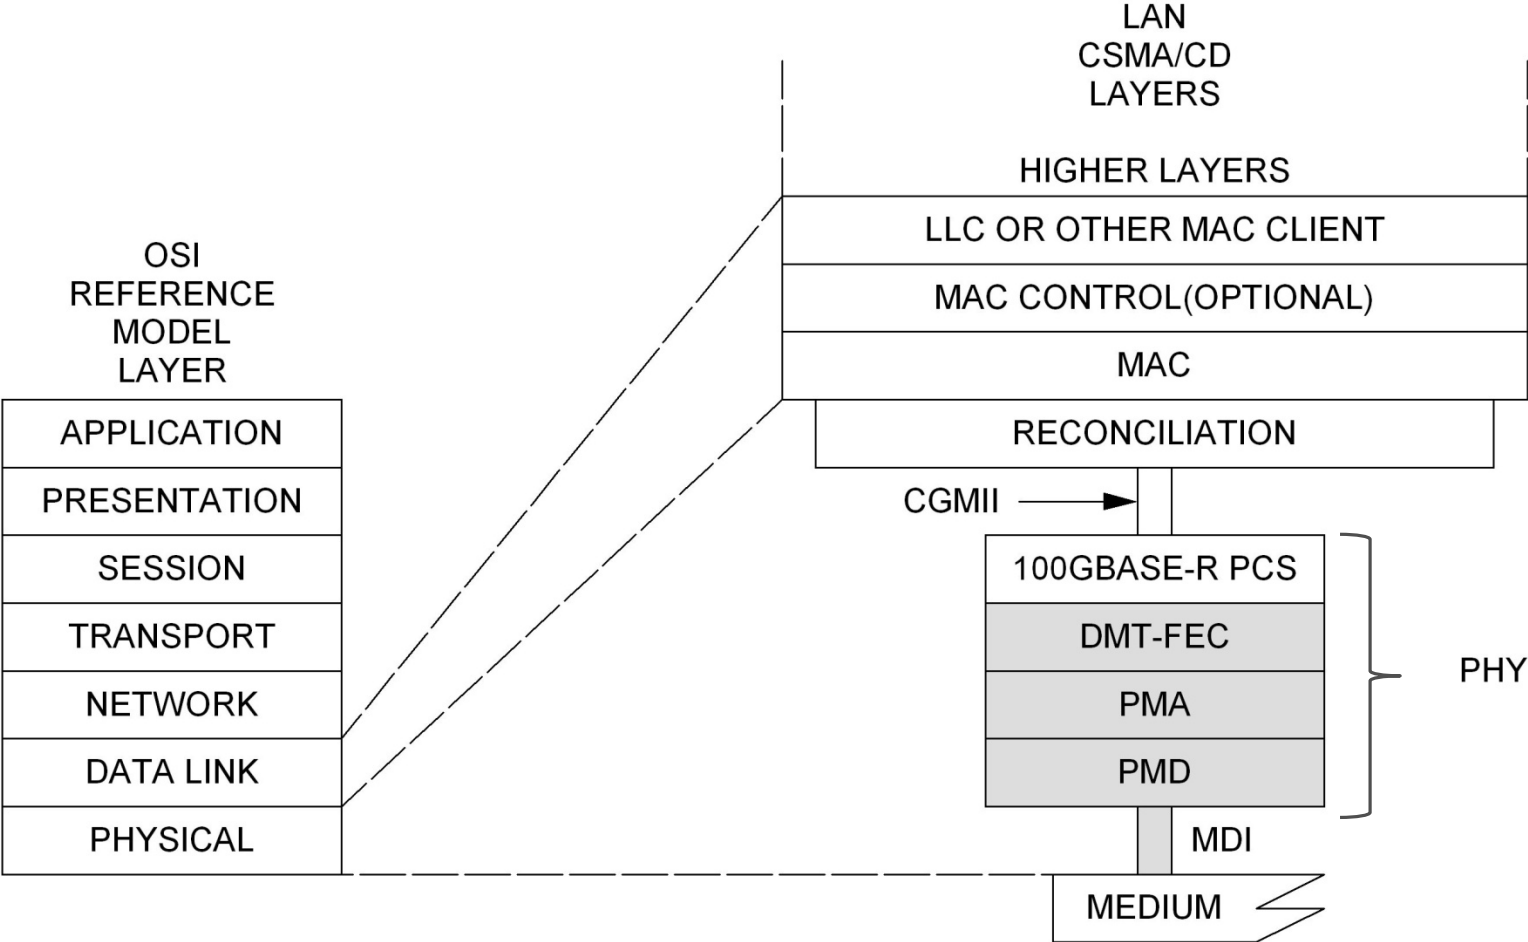 LAN
CSMA/CD
LAYERS
HIGHER LAYERS
LLC OR OTHER MAC CLIENT
MAC CONTROL(OPTIONAL)
MAC
RECONCILIATION
CGMII
100GBASE-R PCS
DMT-FEC
PMA
PMD
PHY
MDI
MEDIUM
OSI
REFERENCE
MODEL
LAYER
APPLICATION
PRESENTATION
SESSION
TRANSPORT
NETWORK
DATA LINK
PHYSICAL